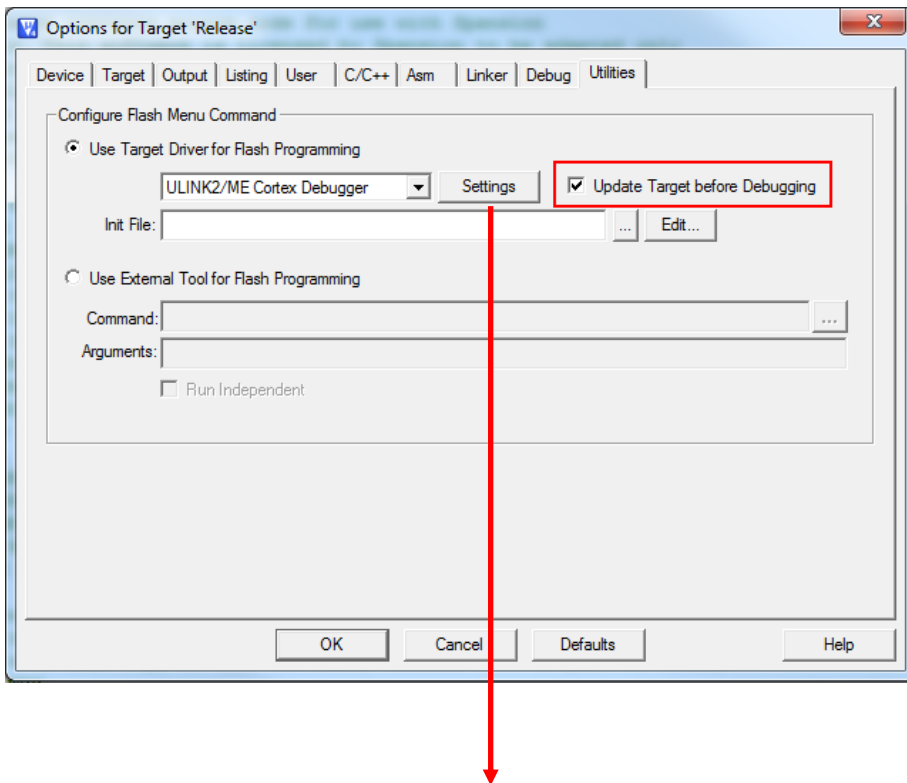 Options for Target 'Release'
Device Target Output Listing User C/C++ Asm Linker Debug Utilities
Configure Flash Menu Command
Use Target Driver for Flash Programming
ULINK2/ME Cortex Debugger Settings Update Target before Debugging
Init File: ... Edit...
Use External Tool for Flash Programming
Command: ...
Arguments:
Run Independent
OK Cancel Defaults Help